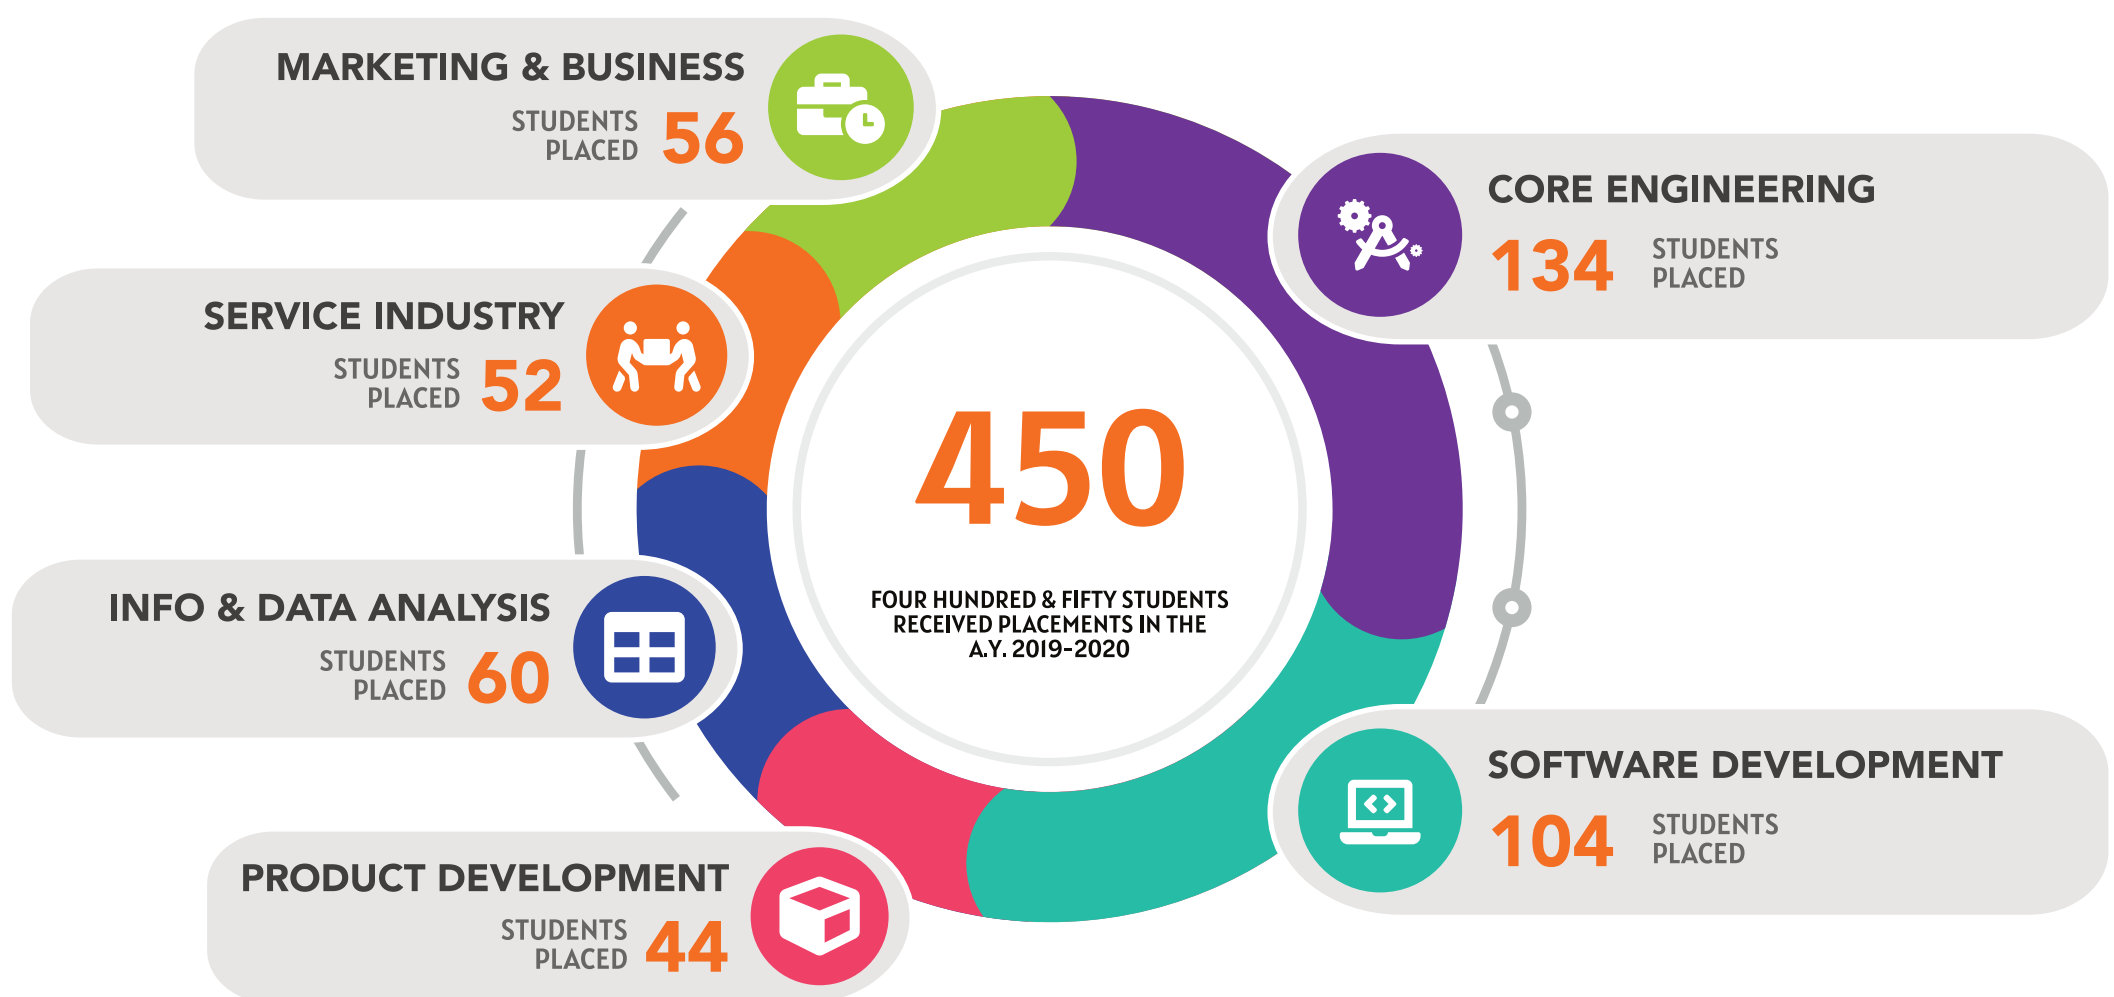 MARKETING & BUSINESS
STUDENTS
PLACED
56
SERVICE INDUSTRY
STUDENTS
PLACED
52
INFO & DATA ANALYSIS
STUDENTS
PLACED
60
PRODUCT DEVELOPMENT
STUDENTS
PLACED
44
450
FOUR HUNDRED & FIFTY STUDENTS
RECEIVED PLACEMENTS IN THE
A.Y. 2019-2020
CORE ENGINEERING
134
STUDENTS
PLACED
SOFTWARE DEVELOPMENT
104
STUDENTS
PLACED